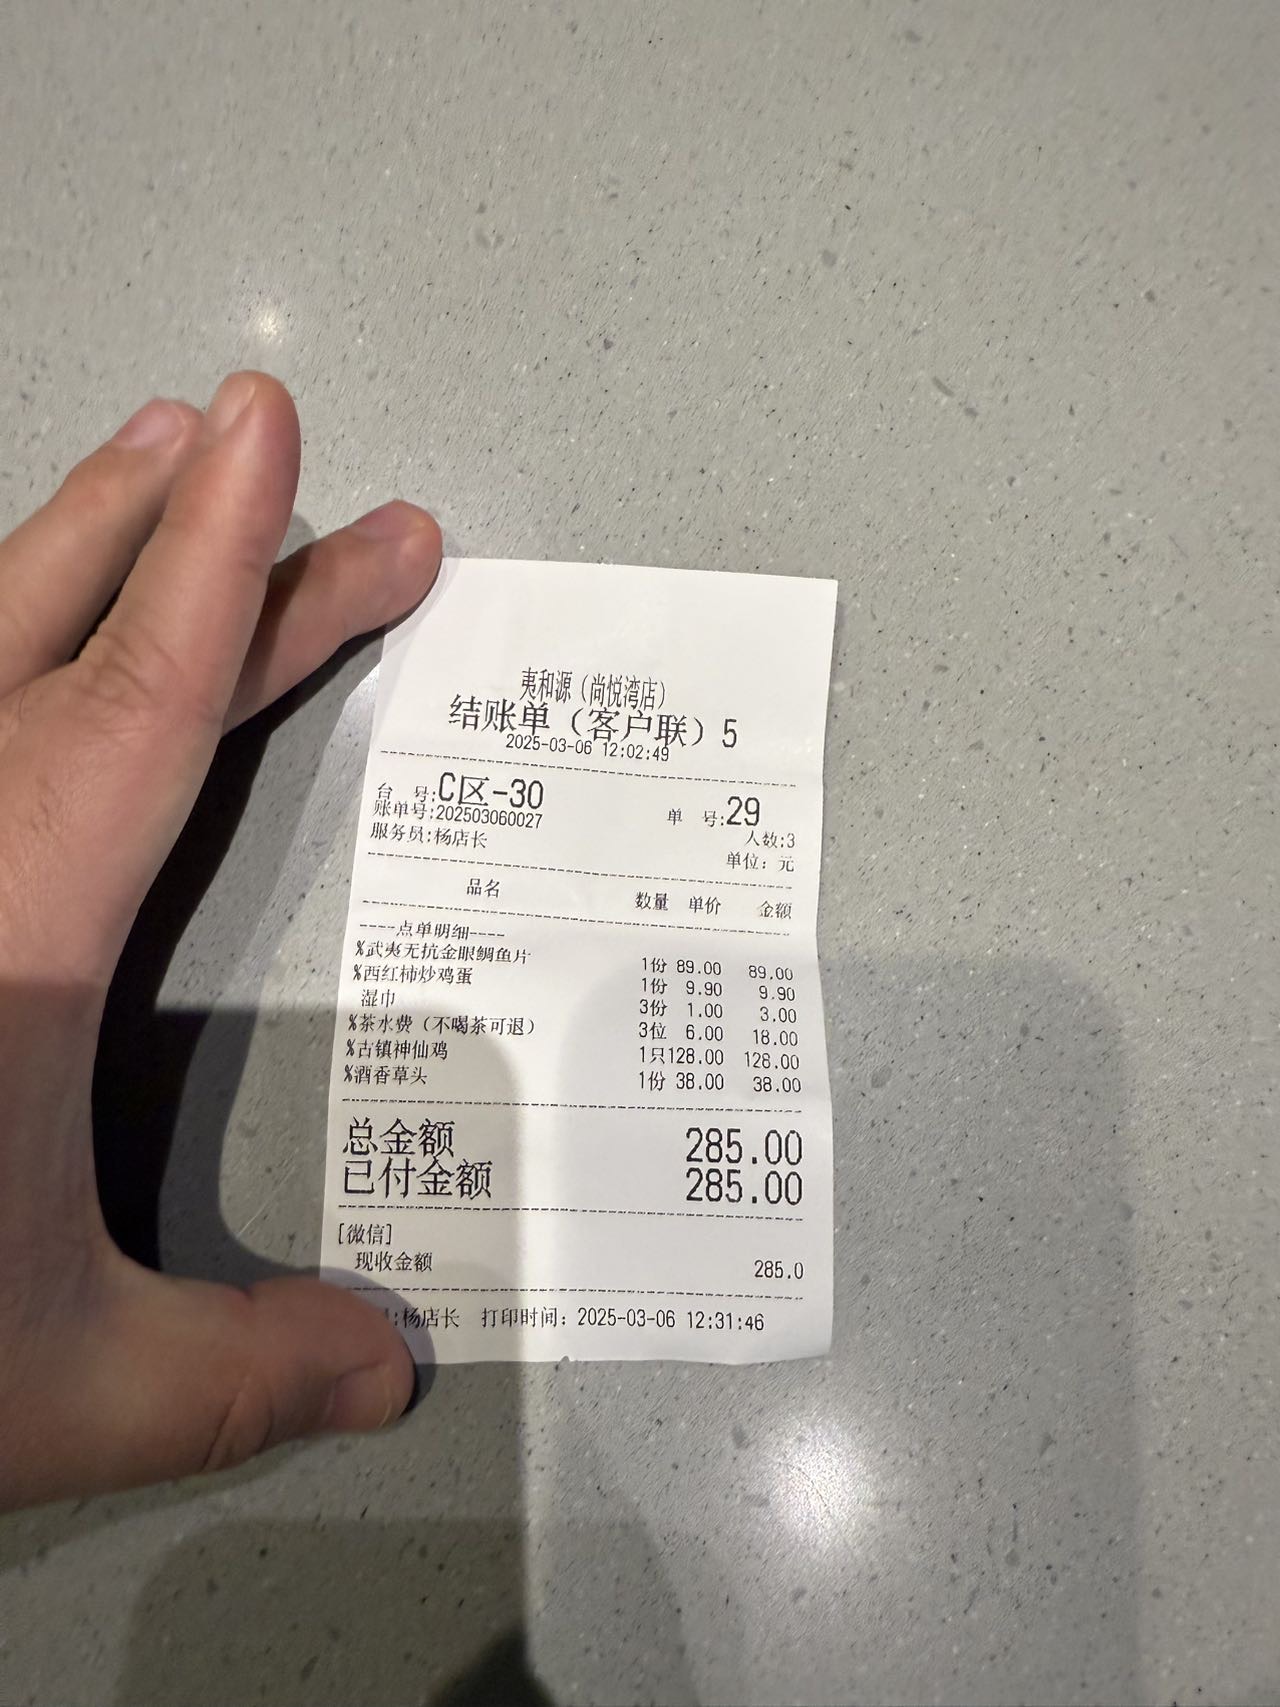 夷和源（尚悦湾店）
结账单（客户联）5
2025-03-06 12:02:49
台 号:C区-30 单 号:29
账单号:202503060027 人数:3
服务员:杨店长 单位：元
品名 数量 单价 金额
----点单明细----
%武夷无抗金眼鲷鱼片 1份 89.00 89.00
%西红柿炒鸡蛋 1份 9.90 9.90
湿巾 3份 1.00 3.00
%茶水费（不喝茶可退） 3位 6.00 18.00
%古镇神仙鸡 1只128.00 128.00
%酒香草头 1份 38.00 38.00
总金额 285.00
已付金额 285.00
[微信]
现收金额 285.0
:杨店长 打印时间：2025-03-06 12:31:46